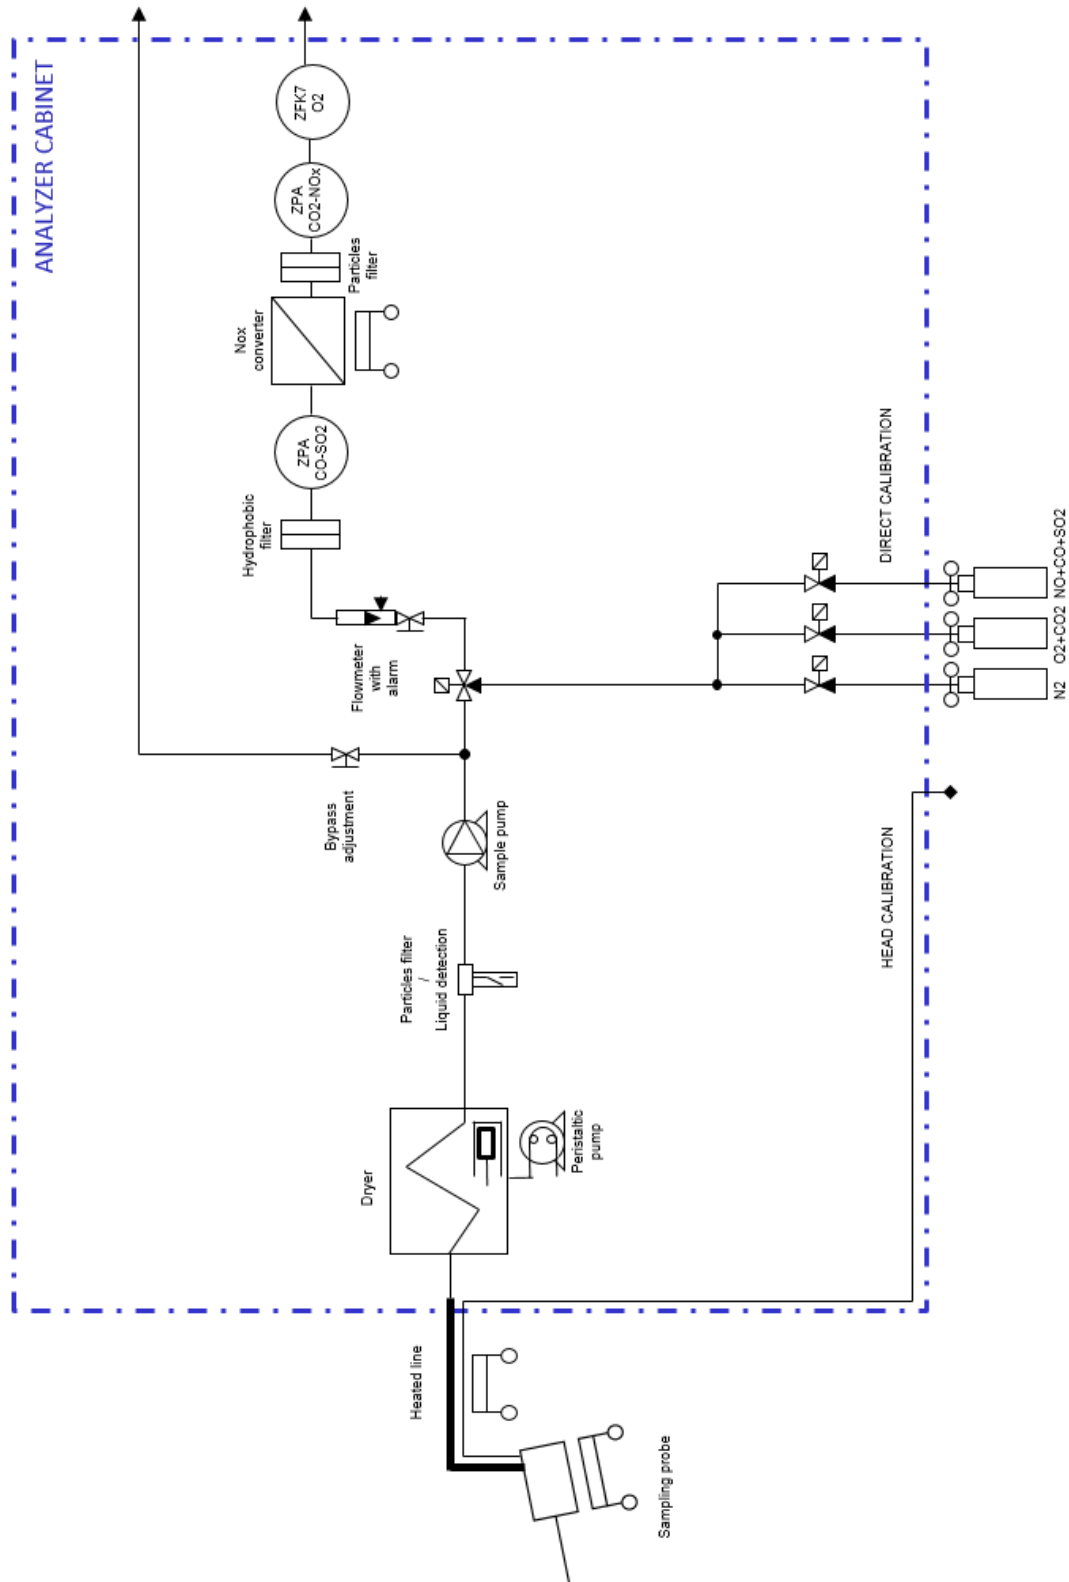 ANALYZER CABINET
ZFK7
O2
ZPA
CO2-NOx
Particles
filter
Nox
converter
ZPA
CO-SO2
Hydrophobic
filter
Flowmeter
with
alarm
Bypass
adjustment
Sample pump
Particles filter
/
Liquid detection
Dryer
Peristaltic
pump
Heated line
Sampling probe
HEAD CALIBRATION
DIRECT CALIBRATION
N2
O2+CO2
NO+CO+SO2